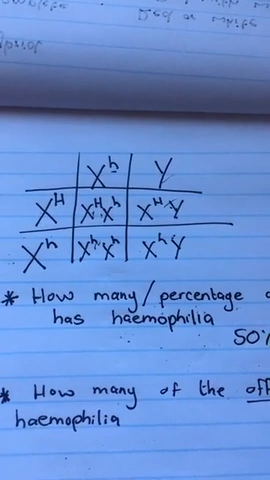 Xʰ Y
Xᴴ XᴴXʰ XᴴY
Xʰ XʰXʰ XʰY
* How many/percentage
has haemophilia
50%
* How many of the off
haemophilia